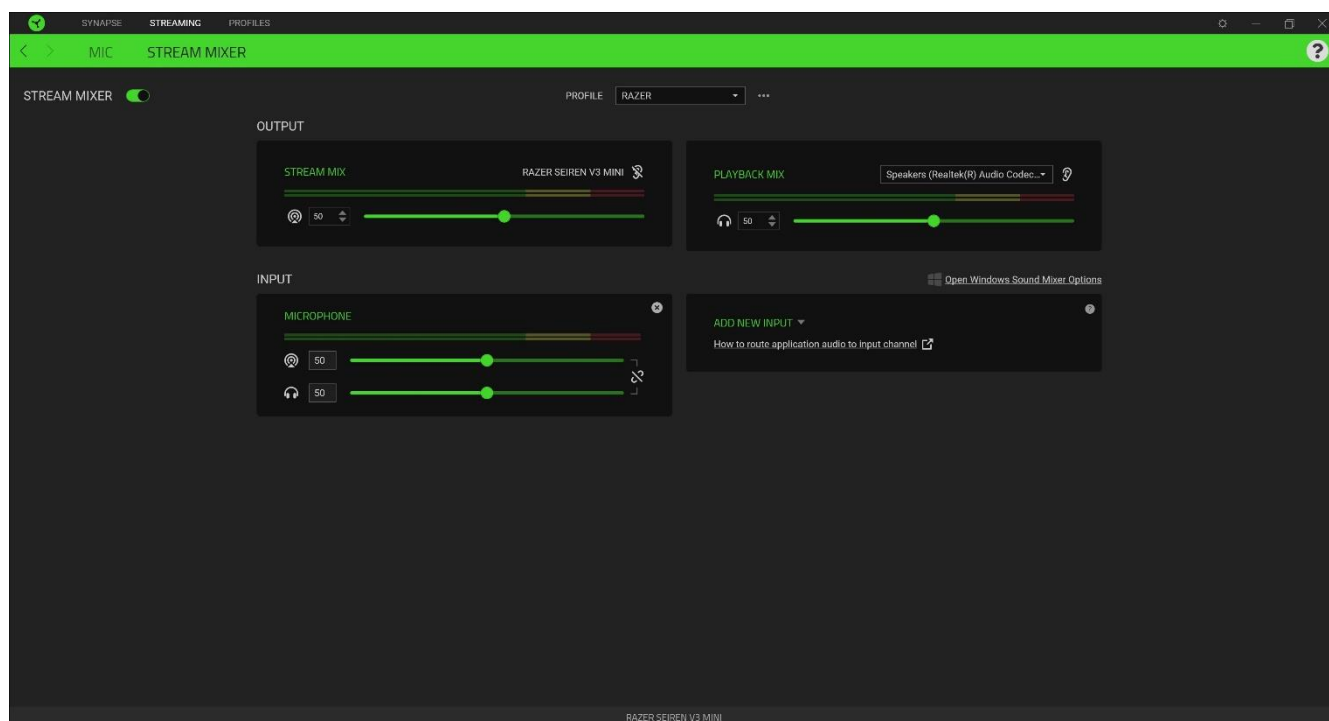 SYNAPSE STREAMING PROFILES
MIC STREAM MIXER ?
STREAM MIXER PROFILE RAZER
OUTPUT
STREAM MIX RAZER SEIREN V3 MINI
50
PLAYBACK MIX Speakers (Realtek(R) Audio Codec...
50
INPUT
Open Windows Sound Mixer Options
MICROPHONE
50
50
ADD NEW INPUT ?
How to route application audio to input channel
RAZER SEIREN V3 MINI